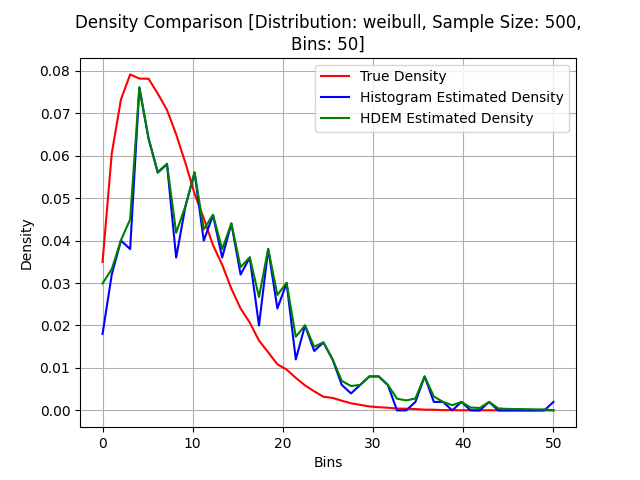 Density Comparison [Distribution: weibull, Sample Size: 500,
Bins: 50]
True Density
Histogram Estimated Density
HDEM Estimated Density
Density
0.08
0.07
0.06
0.05
0.04
0.03
0.02
0.01
0.00
0 10 20 30 40 50
Bins